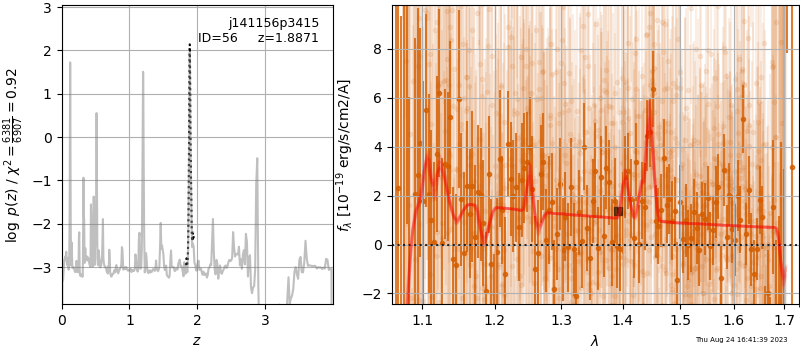 j141156p3415
ID=56 z=1.8871
log p(z) / χ² = 6381/6907 = 0.92
3
2
1
0
−1
−2
−3
0 1 2 3
z
fλ [10⁻¹⁹ erg/s/cm2/A]
8
6
4
2
0
−2
1.1 1.2 1.3 1.4 1.5 1.6 1.7
λ
Thu Aug 24 16:41:39 2023